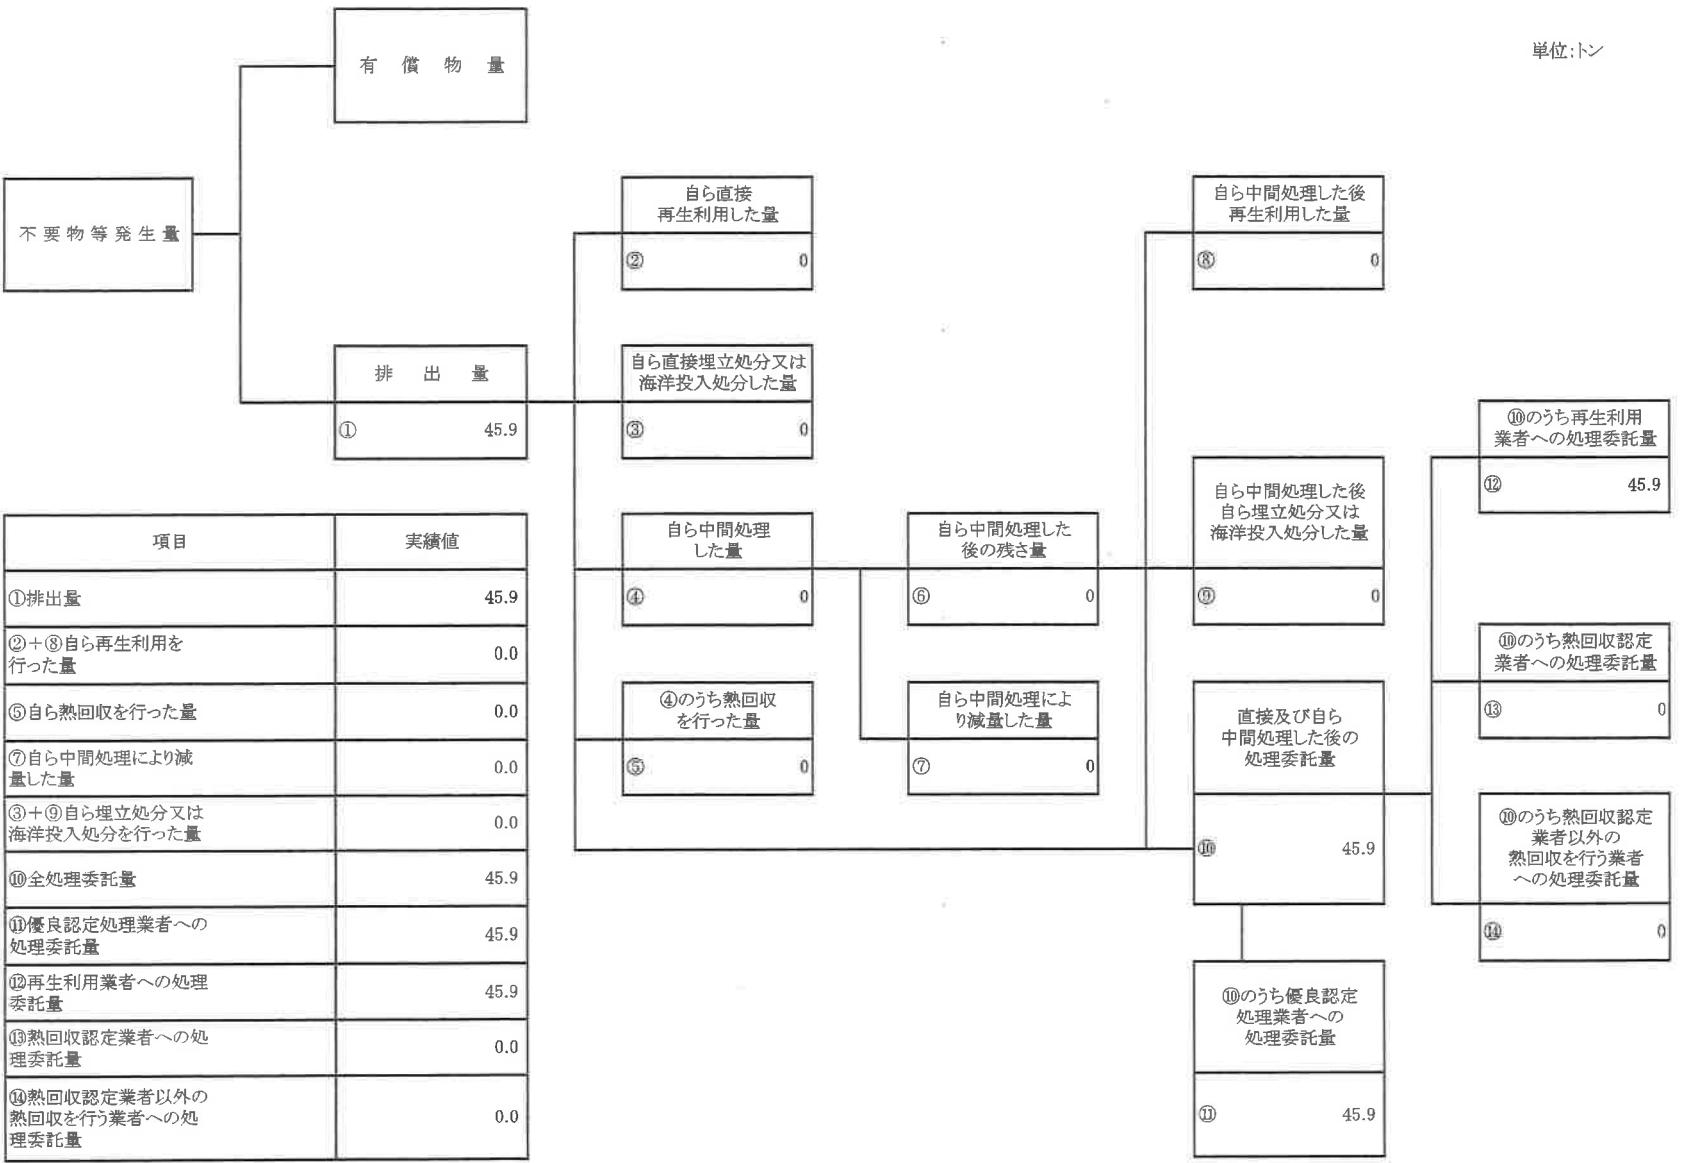 単位:トン
有償物量
不要物等発生量
排出量
① 45.9
自ら直接
再生利用した量
② 0
自ら直接埋立処分又は
海洋投入処分した量
③ 0
自ら中間処理
した量
④ 0
④のうち熱回収
を行った量
⑤ 0
自ら中間処理した
後の残さ量
⑥ 0
自ら中間処理によ
り減量した量
⑦ 0
自ら中間処理した後
再生利用した量
⑧ 0
自ら中間処理した後
自ら埋立処分又は
海洋投入処分した量
⑨ 0
直接及び自ら
中間処理した後の
処理委託量
⑩ 45.9
⑩のうち優良認定
処理業者への
処理委託量
⑪ 45.9
⑩のうち再生利用
業者への処理委託量
⑫ 45.9
⑩のうち熱回収認定
業者への処理委託量
⑬ 0
⑩のうち熱回収認定
業者以外の
熱回収を行う業者
への処理委託量
⑭ 0
項目 実績値
①排出量 45.9
②+⑧自ら再生利用を
行った量 0.0
⑤自ら熱回収を行った量 0.0
⑦自ら中間処理により減
量した量 0.0
③+⑨自ら埋立処分又は
海洋投入処分を行った量 0.0
⑩全処理委託量 45.9
⑪優良認定処理業者への
処理委託量 45.9
⑫再生利用業者への処理
委託量 45.9
⑬熱回収認定業者への処
理委託量 0.0
⑭熱回収認定業者以外の
熱回収を行う業者への処
理委託量 0.0